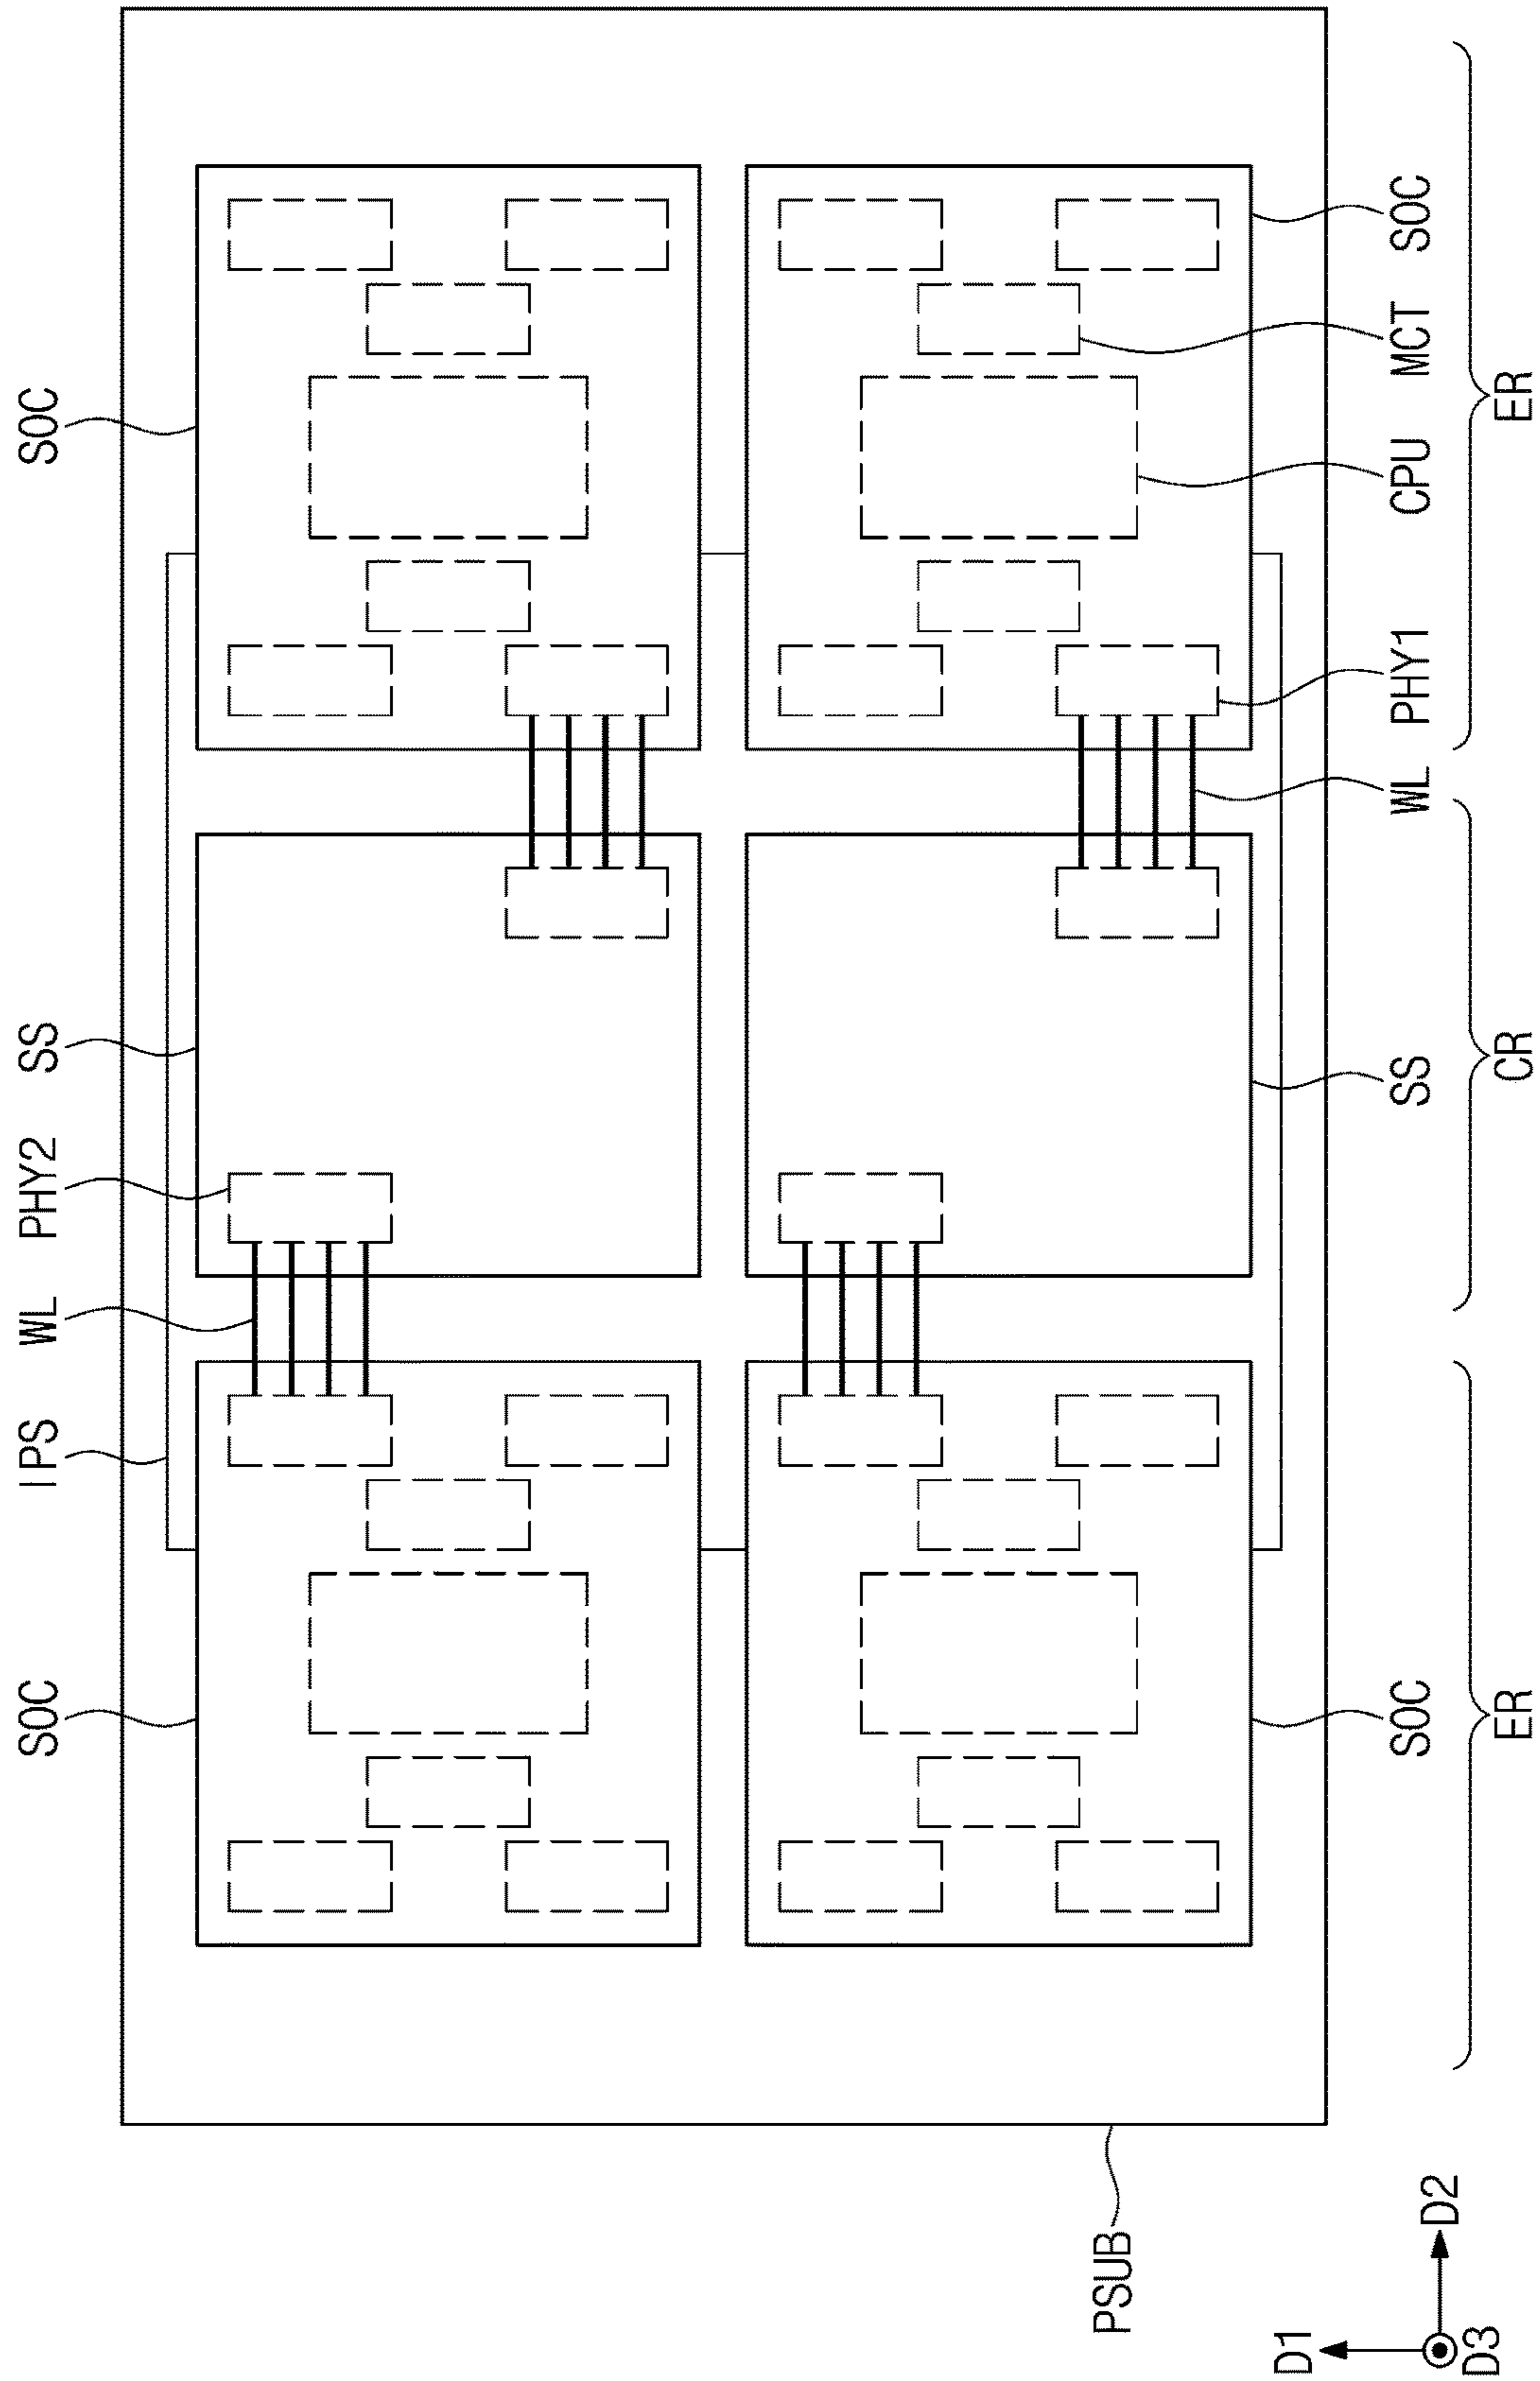 SOC
IPS
WL
PHY2
SS
SOC
PSUB
SOC
SS
WL
PHY1
CPU
MCT
SOC
ER
CR
ER
D1
D2
D3